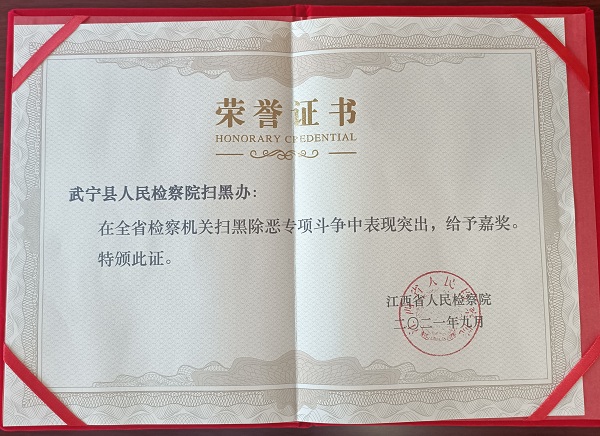 荣誉证书
HONORARY CREDENTIAL
武宁县人民检察院扫黑办：
在全省检察机关扫黑除恶专项斗争中表现突出，给予嘉奖。
特颁此证。
江西省人民检察院
二〇二一年九月